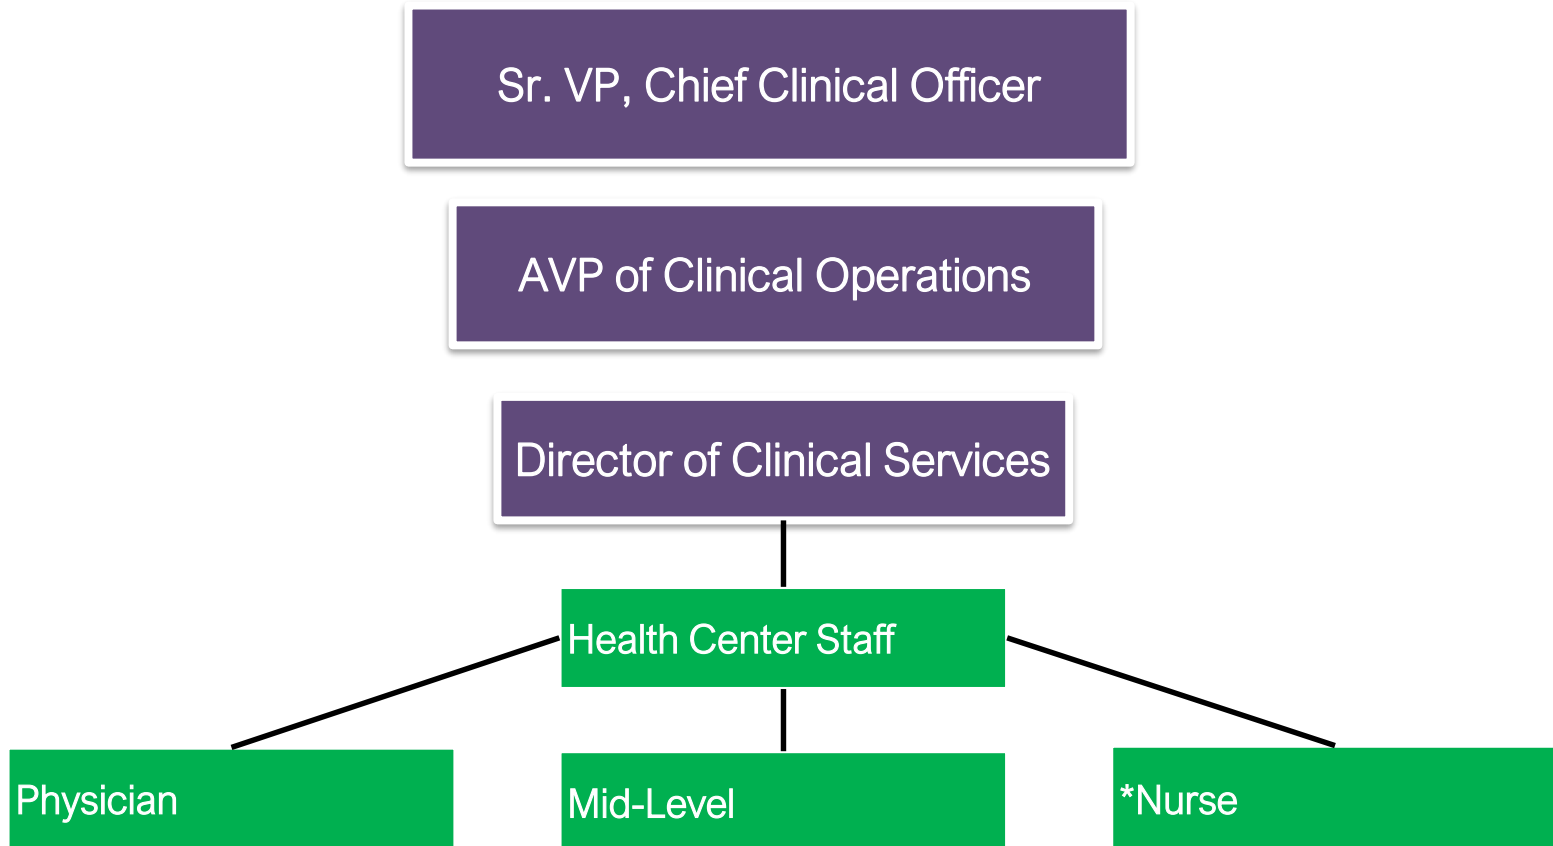 Sr. VP, Chief Clinical Officer
AVP of Clinical Operations
Director of Clinical Services
Health Center Staff
Physician
Mid-Level
*Nurse